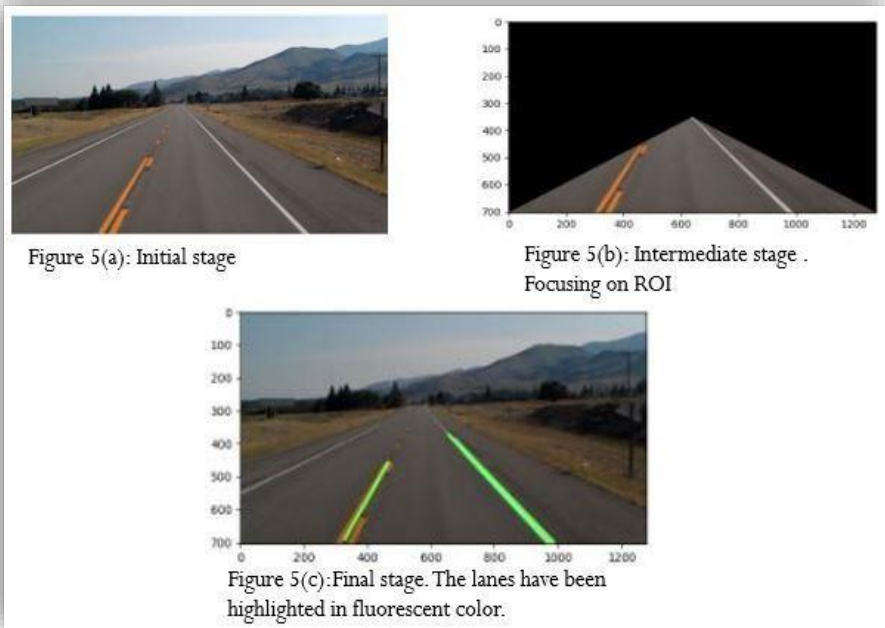 0
100
200
300
400
500
600
700
0 200 400 600 800 1000 1200
Figure 5(a): Initial stage
Figure 5(b): Intermediate stage .
Focusing on ROI
0
100
200
300
400
500
600
700
0 200 400 600 800 1000 1200
Figure 5(c):Final stage. The lanes have been
highlighted in fluorescent color.